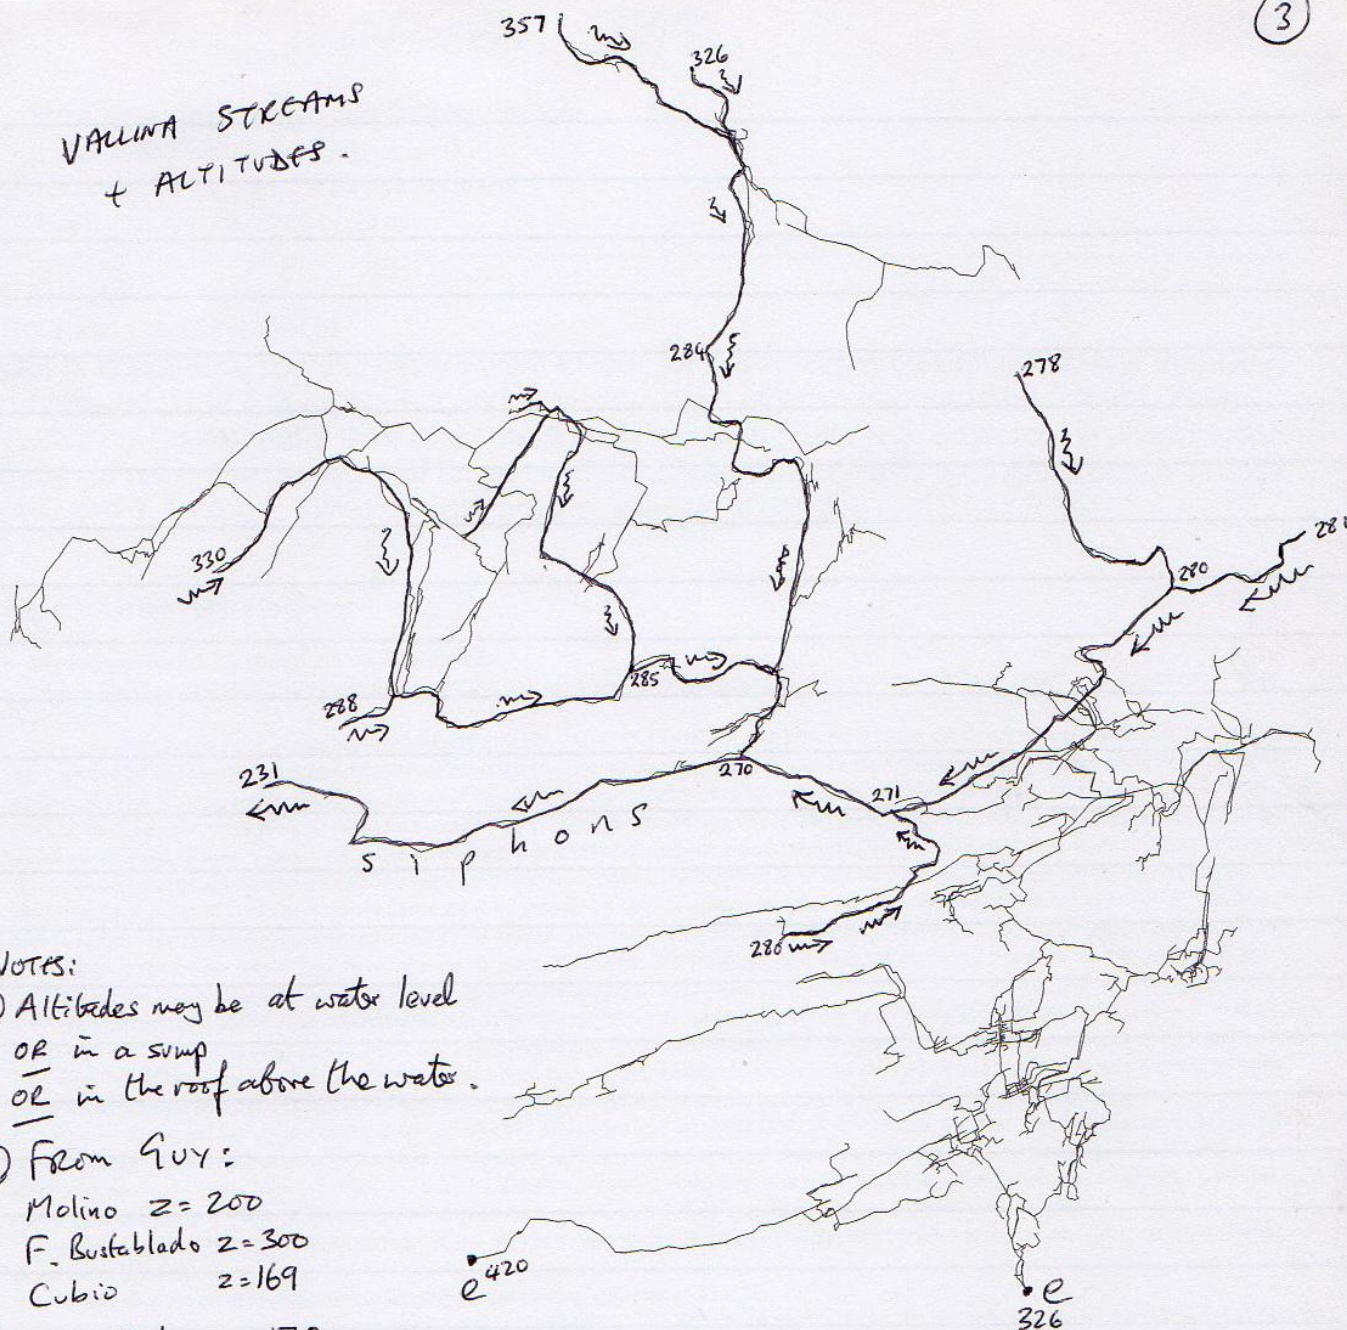 3
357
326
VALLINA STREAMS
+ ALTITUDES.
284
278
280
330
285
288
231
270
271
siphons
286
NOTES:
Altitudes may be at water level
OR in a sump
OR in the roof above the water.
From Guy:
Molino z=200
F. Bustablado z=300
Cubio z=169
e 420
e
326